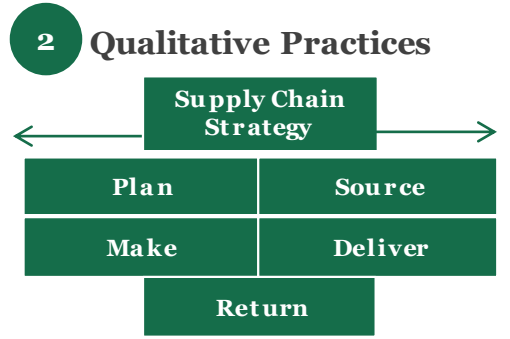 2 Qualitative Practices
Supply Chain
Strategy
Plan
Source
Make
Deliver
Return